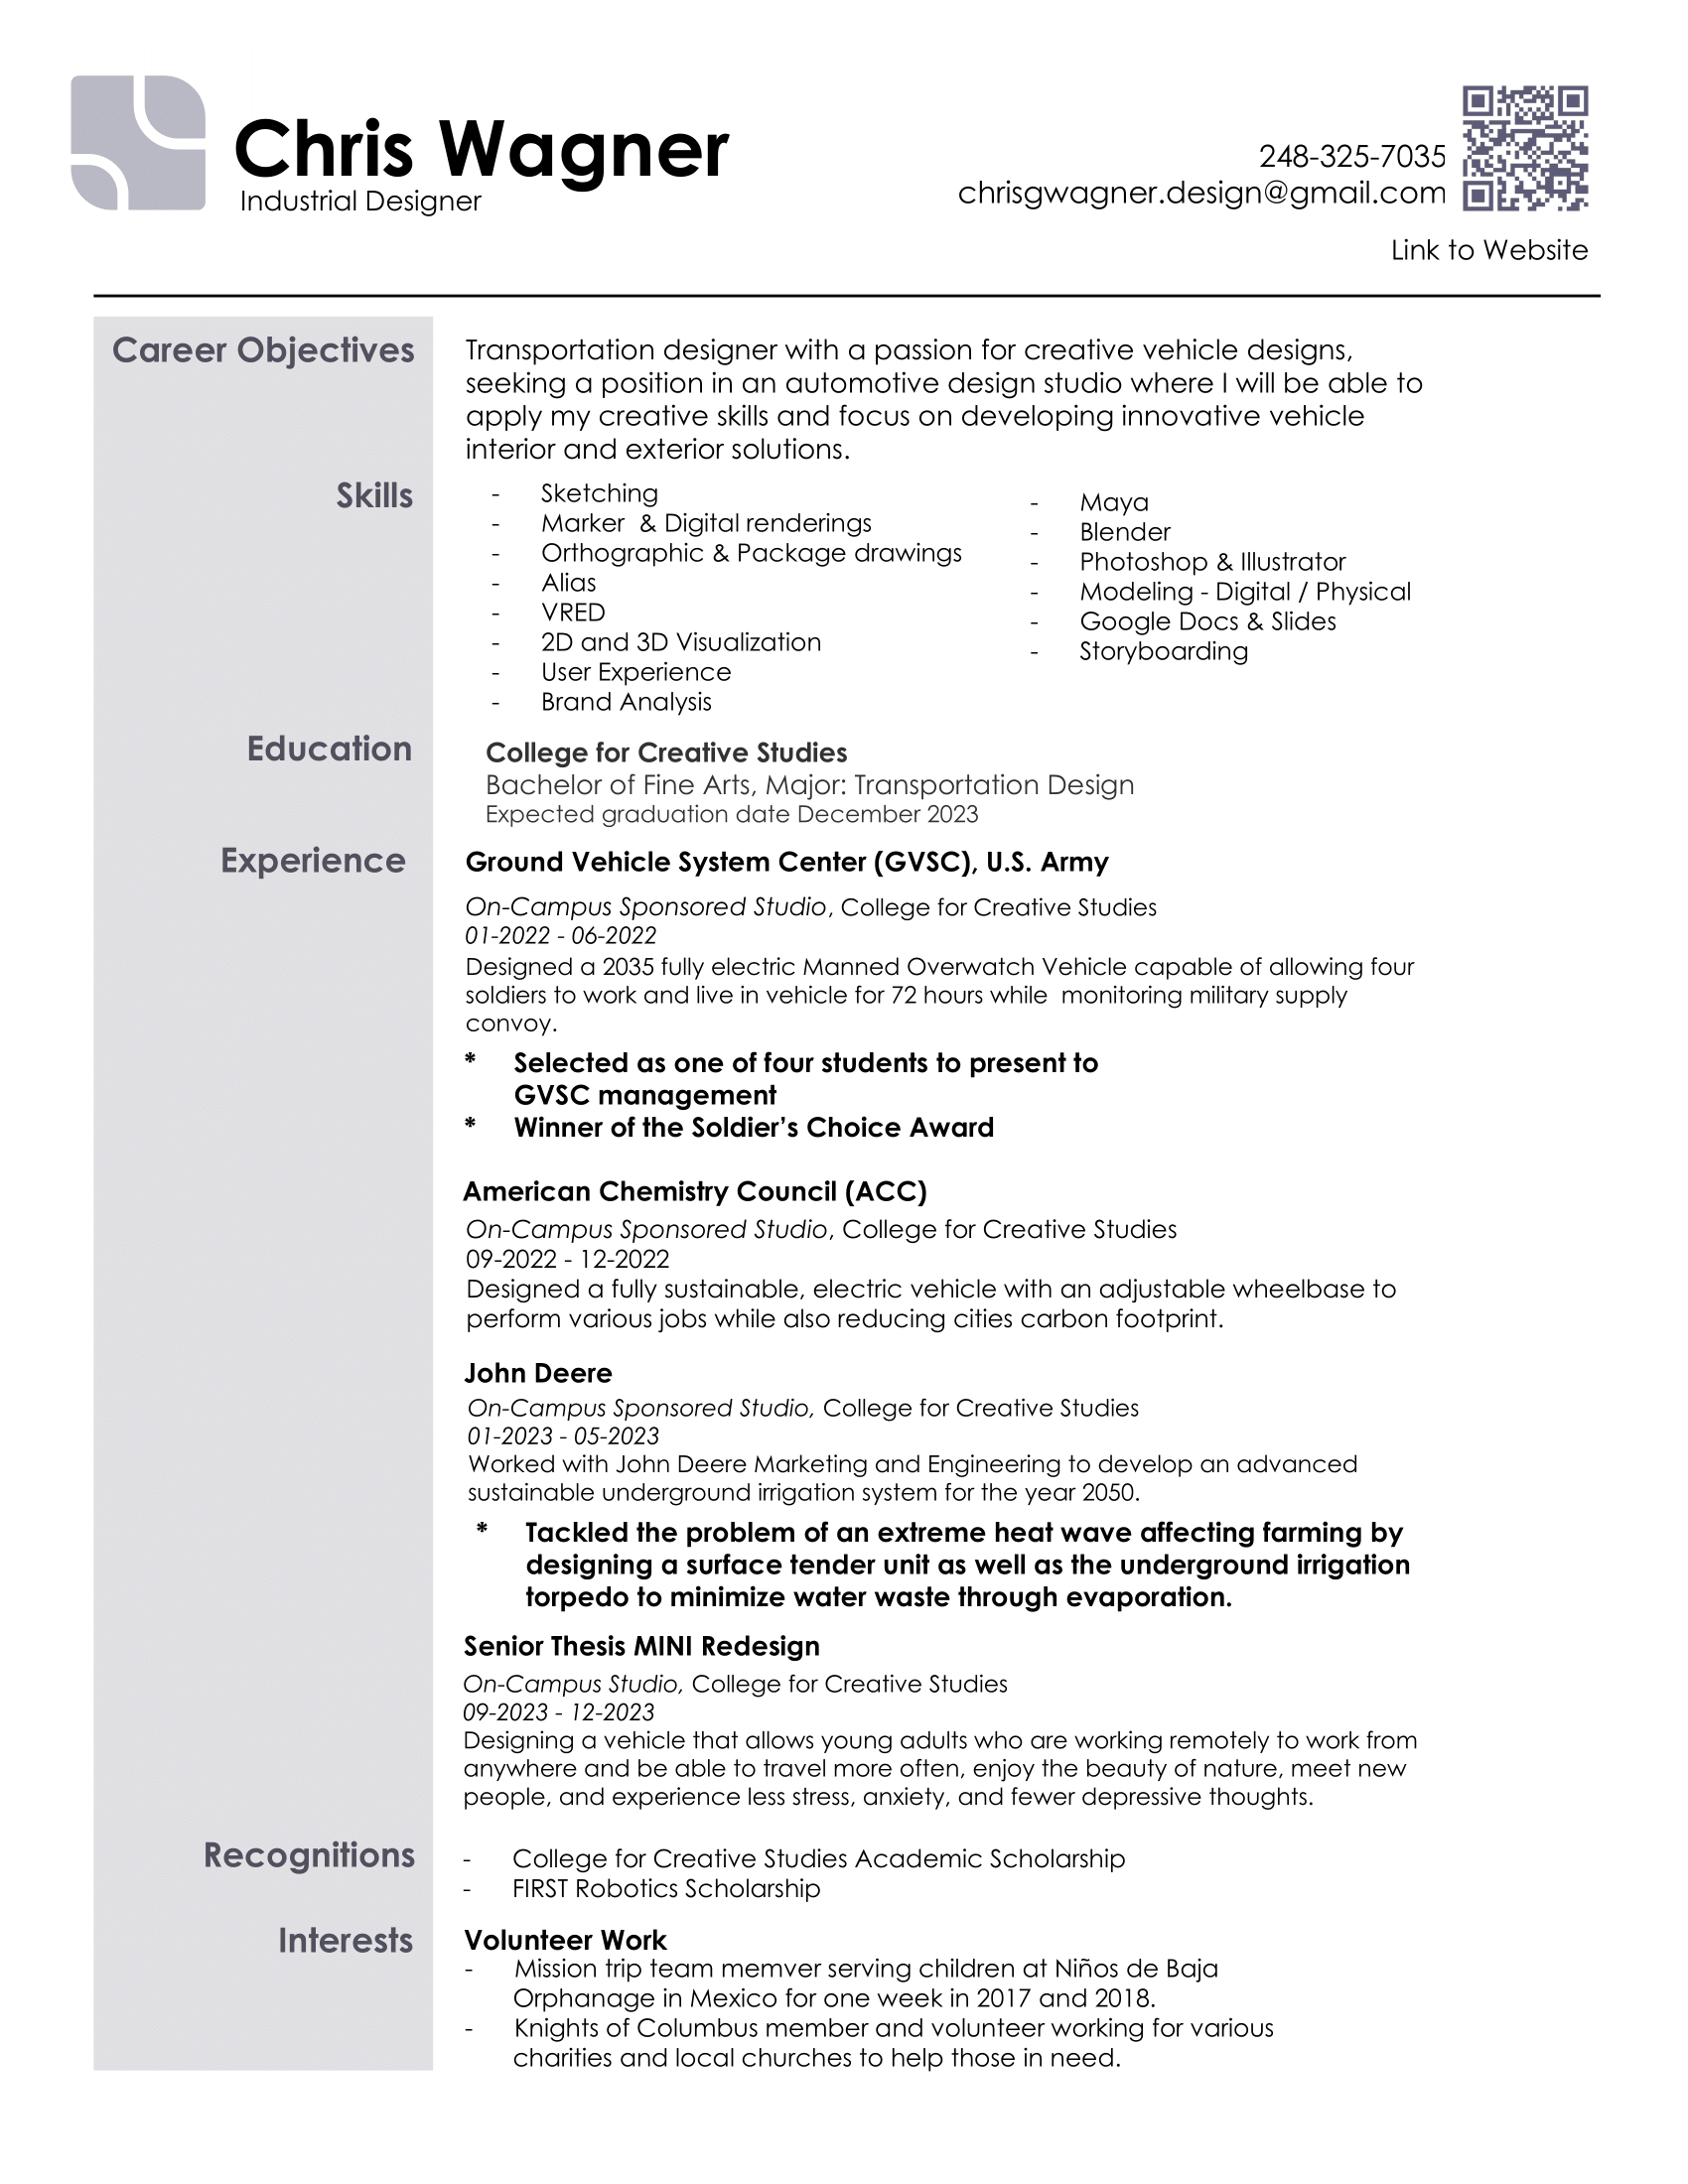 Chris Wagner
Industrial Designer
248-325-7035
chrisgwagner.design@gmail.com
Link to Website
Career Objectives
Transportation designer with a passion for creative vehicle designs,
seeking a position in an automotive design studio where I will be able to
apply my creative skills and focus on developing innovative vehicle
interior and exterior solutions.
Skills
- Sketching
- Marker  & Digital renderings
- Orthographic & Package drawings
- Alias
- VRED
- 2D and 3D Visualization
- User Experience
- Brand Analysis
- Maya
- Blender
- Photoshop & Illustrator
- Modeling - Digital / Physical
- Google Docs & Slides
- Storyboarding
Education
College for Creative Studies
Bachelor of Fine Arts, Major: Transportation Design
Expected graduation date December 2023
Experience
Ground Vehicle System Center (GVSC), U.S. Army
On-Campus Sponsored Studio, College for Creative Studies
01-2022 - 06-2022
Designed a 2035 fully electric Manned Overwatch Vehicle capable of allowing four
soldiers to work and live in vehicle for 72 hours while  monitoring military supply
convoy.
* Selected as one of four students to present to
GVSC management
* Winner of the Soldier’s Choice Award
American Chemistry Council (ACC)
On-Campus Sponsored Studio, College for Creative Studies
09-2022 - 12-2022
Designed a fully sustainable, electric vehicle with an adjustable wheelbase to
perform various jobs while also reducing cities carbon footprint.
John Deere
On-Campus Sponsored Studio, College for Creative Studies
01-2023 - 05-2023
Worked with John Deere Marketing and Engineering to develop an advanced
sustainable underground irrigation system for the year 2050.
* Tackled the problem of an extreme heat wave affecting farming by
designing a surface tender unit as well as the underground irrigation
torpedo to minimize water waste through evaporation.
Senior Thesis MINI Redesign
On-Campus Studio, College for Creative Studies
09-2023 - 12-2023
Designing a vehicle that allows young adults who are working remotely to work from
anywhere and be able to travel more often, enjoy the beauty of nature, meet new
people, and experience less stress, anxiety, and fewer depressive thoughts.
Recognitions
- College for Creative Studies Academic Scholarship
- FIRST Robotics Scholarship
Interests
Volunteer Work
- Mission trip team memver serving children at Niños de Baja
Orphanage in Mexico for one week in 2017 and 2018.
- Knights of Columbus member and volunteer working for various
charities and local churches to help those in need.